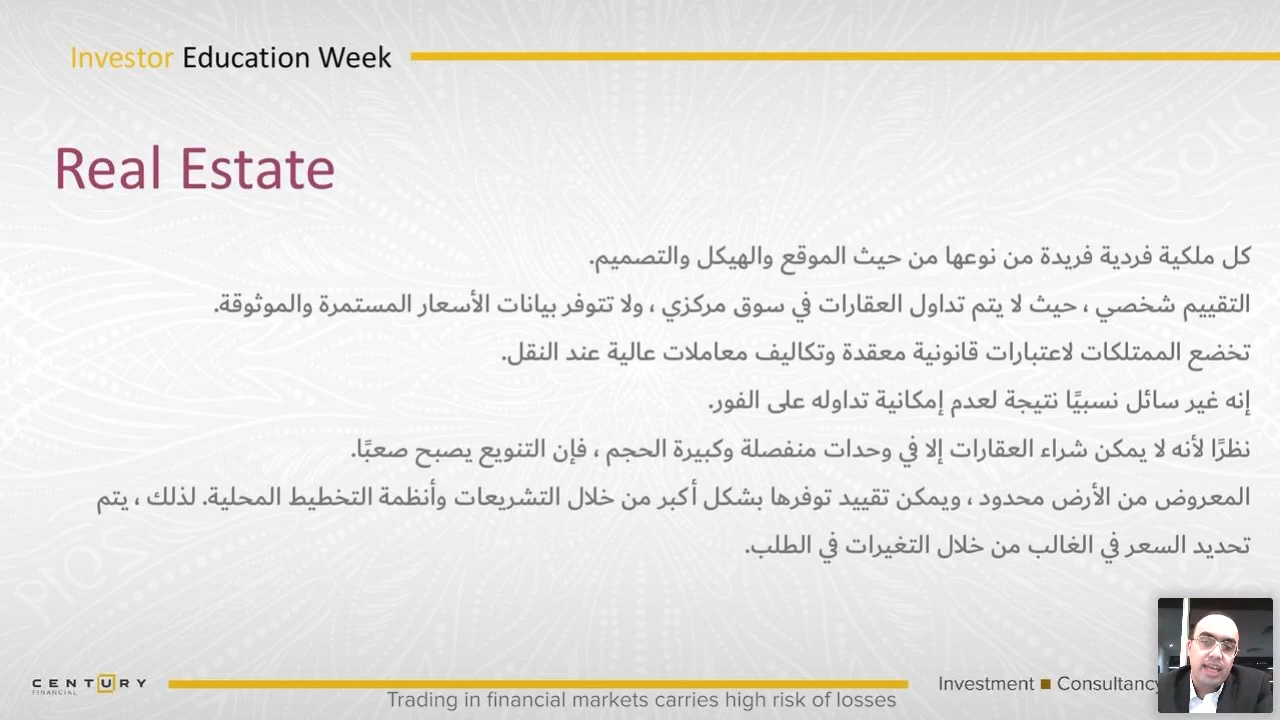 Investor Education Week
Real Estate
كل ملكية فردية فريدة من نوعها من حيث الموقع والهيكل والتصميم.
التقييم شخصي ، حيث لا يتم تداول العقارات في سوق مركزي ، ولا تتوفر بيانات الأسعار المستمرة والموثوقة.
تخضع الممتلكات لاعتبارات قانونية معقدة وتكاليف معاملات عالية عند النقل.
إنه غير سائل نسبيًا نتيجة لعدم إمكانية تداوله على الفور.
نظرًا لأنه لا يمكن شراء العقارات إلا في وحدات منفصلة وكبيرة الحجم ، فإن التنويع يصبح صعبًا.
المعروض من الأرض محدود ، ويمكن تقييد توفرها بشكل أكبر من خلال التشريعات وأنظمة التخطيط المحلية. لذلك ، يتم
تحديد السعر في الغالب من خلال التغيرات في الطلب.
CENTURY
FINANCIAL
Trading in financial markets carries high risk of losses
Investment ■ Consultancy